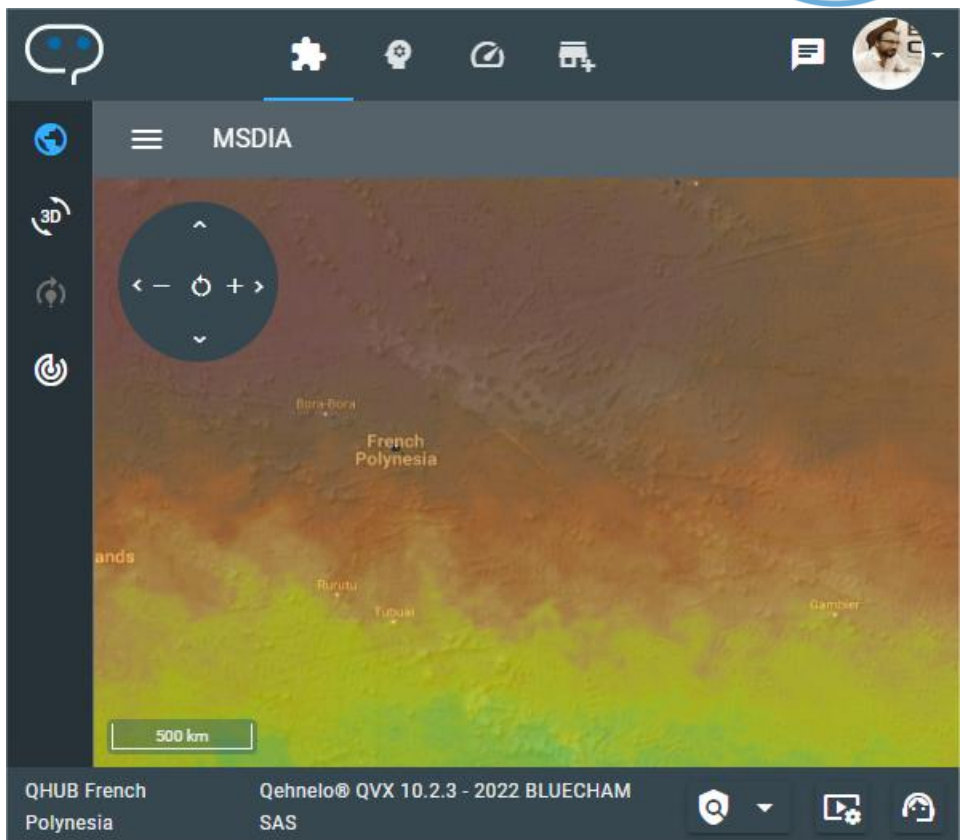 MSDIA
3D
Bora-Bora
French
Polynesia
ands
Rurutu
Tubuai
Gambier
500 km
QHUB French
Polynesia
Qehnelo® QVX 10.2.3 - 2022 BLUECHAM
SAS